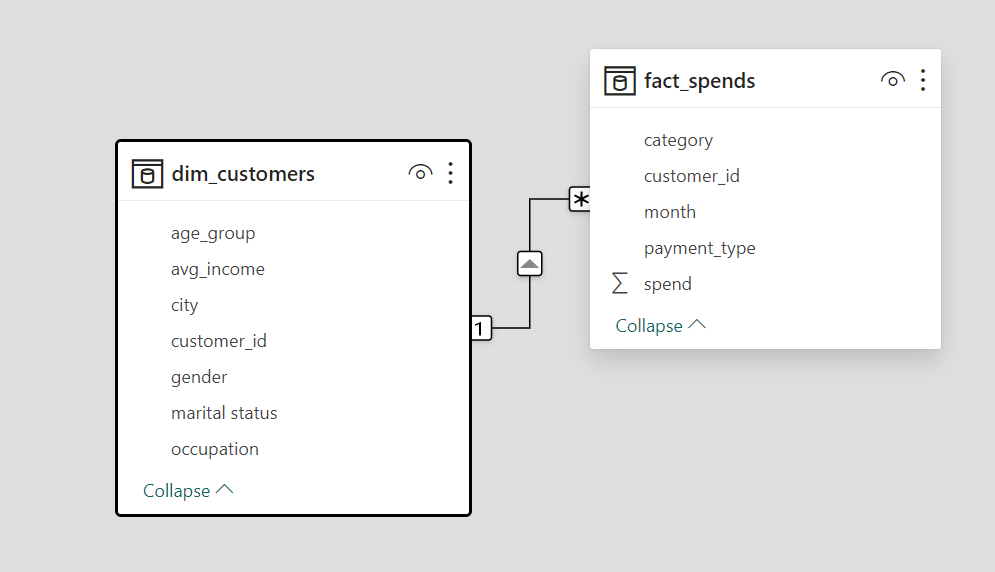 dim_customers
age_group
avg_income
city
customer_id
gender
marital status
occupation
Collapse
1
*
fact_spends
category
customer_id
month
payment_type
Σ spend
Collapse